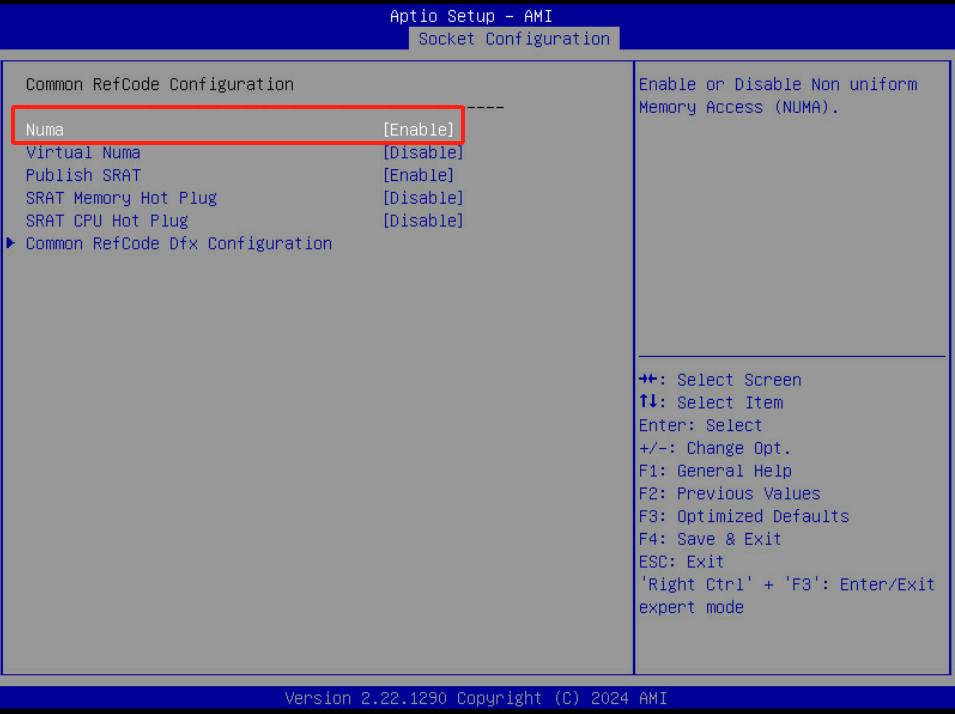 Aptio Setup – AMI
Socket Configuration
Common RefCode Configuration
----
Numa [Enable]
Virtual Numa [Disable]
Publish SRAT [Enable]
SRAT Memory Hot Plug [Disable]
SRAT CPU Hot Plug [Disable]
Common RefCode Dfx Configuration
Enable or Disable Non uniform
Memory Access (NUMA).
→←: Select Screen
↑↓: Select Item
Enter: Select
+/-: Change Opt.
F1: General Help
F2: Previous Values
F3: Optimized Defaults
F4: Save & Exit
ESC: Exit
'Right Ctrl' + 'F3': Enter/Exit
expert mode
Version 2.22.1290 Copyright (C) 2024 AMI